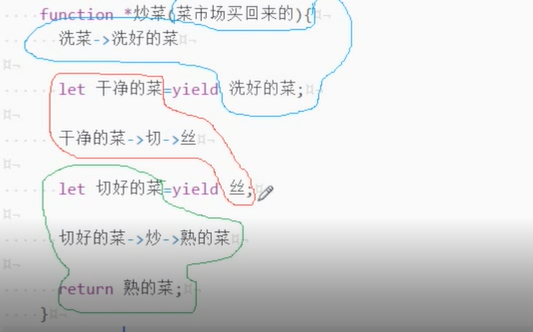 function *炒菜(菜市场买回来的){
洗菜->洗好的菜
let 干净的菜=yield 洗好的菜;
干净的菜->切->丝
let 切好的菜=yield 丝;
切好的菜->炒->熟的菜
return 熟的菜;
}